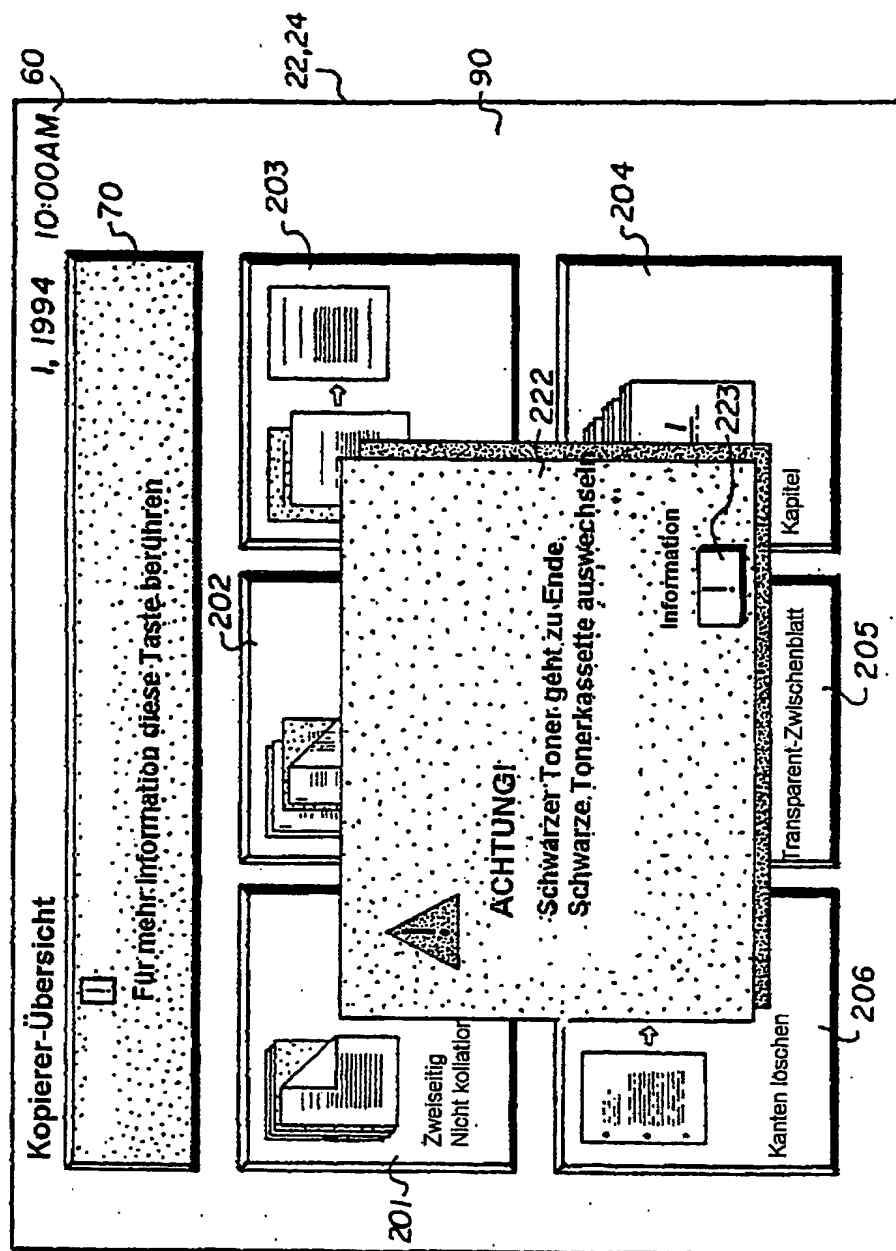 Kopierer-Übersicht
1, 1994 10:00AM
60
!
Für mehr Information diese Taste berühren
70
22,24
90
201
Zweiseitig
Nicht kollation
202
203
ACHTUNG!
Schwarzer Toner geht zu Ende.
Schwarze Tonerkassette auswechseln
Information
!
222
223
204
Kapitel
205
Transparent-Zwischenblatt
206
Kanten löschen